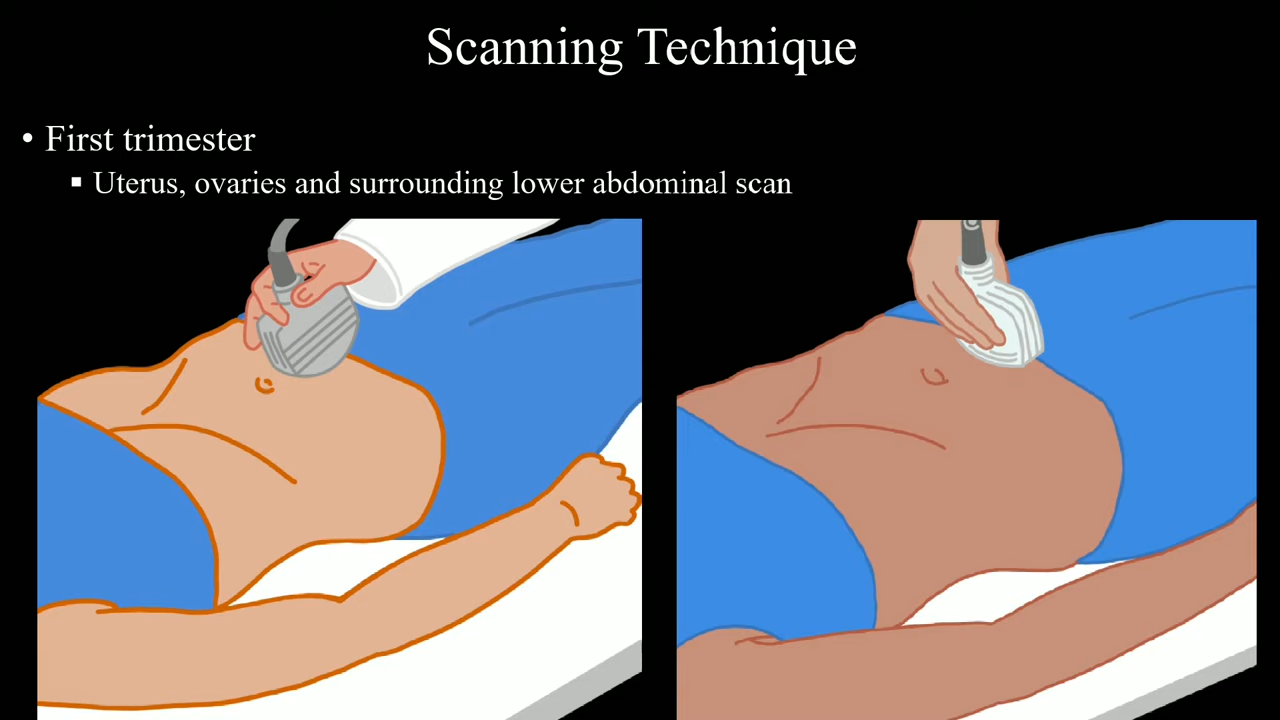 Scanning Technique
• First trimester
▪ Uterus, ovaries and surrounding lower abdominal scan